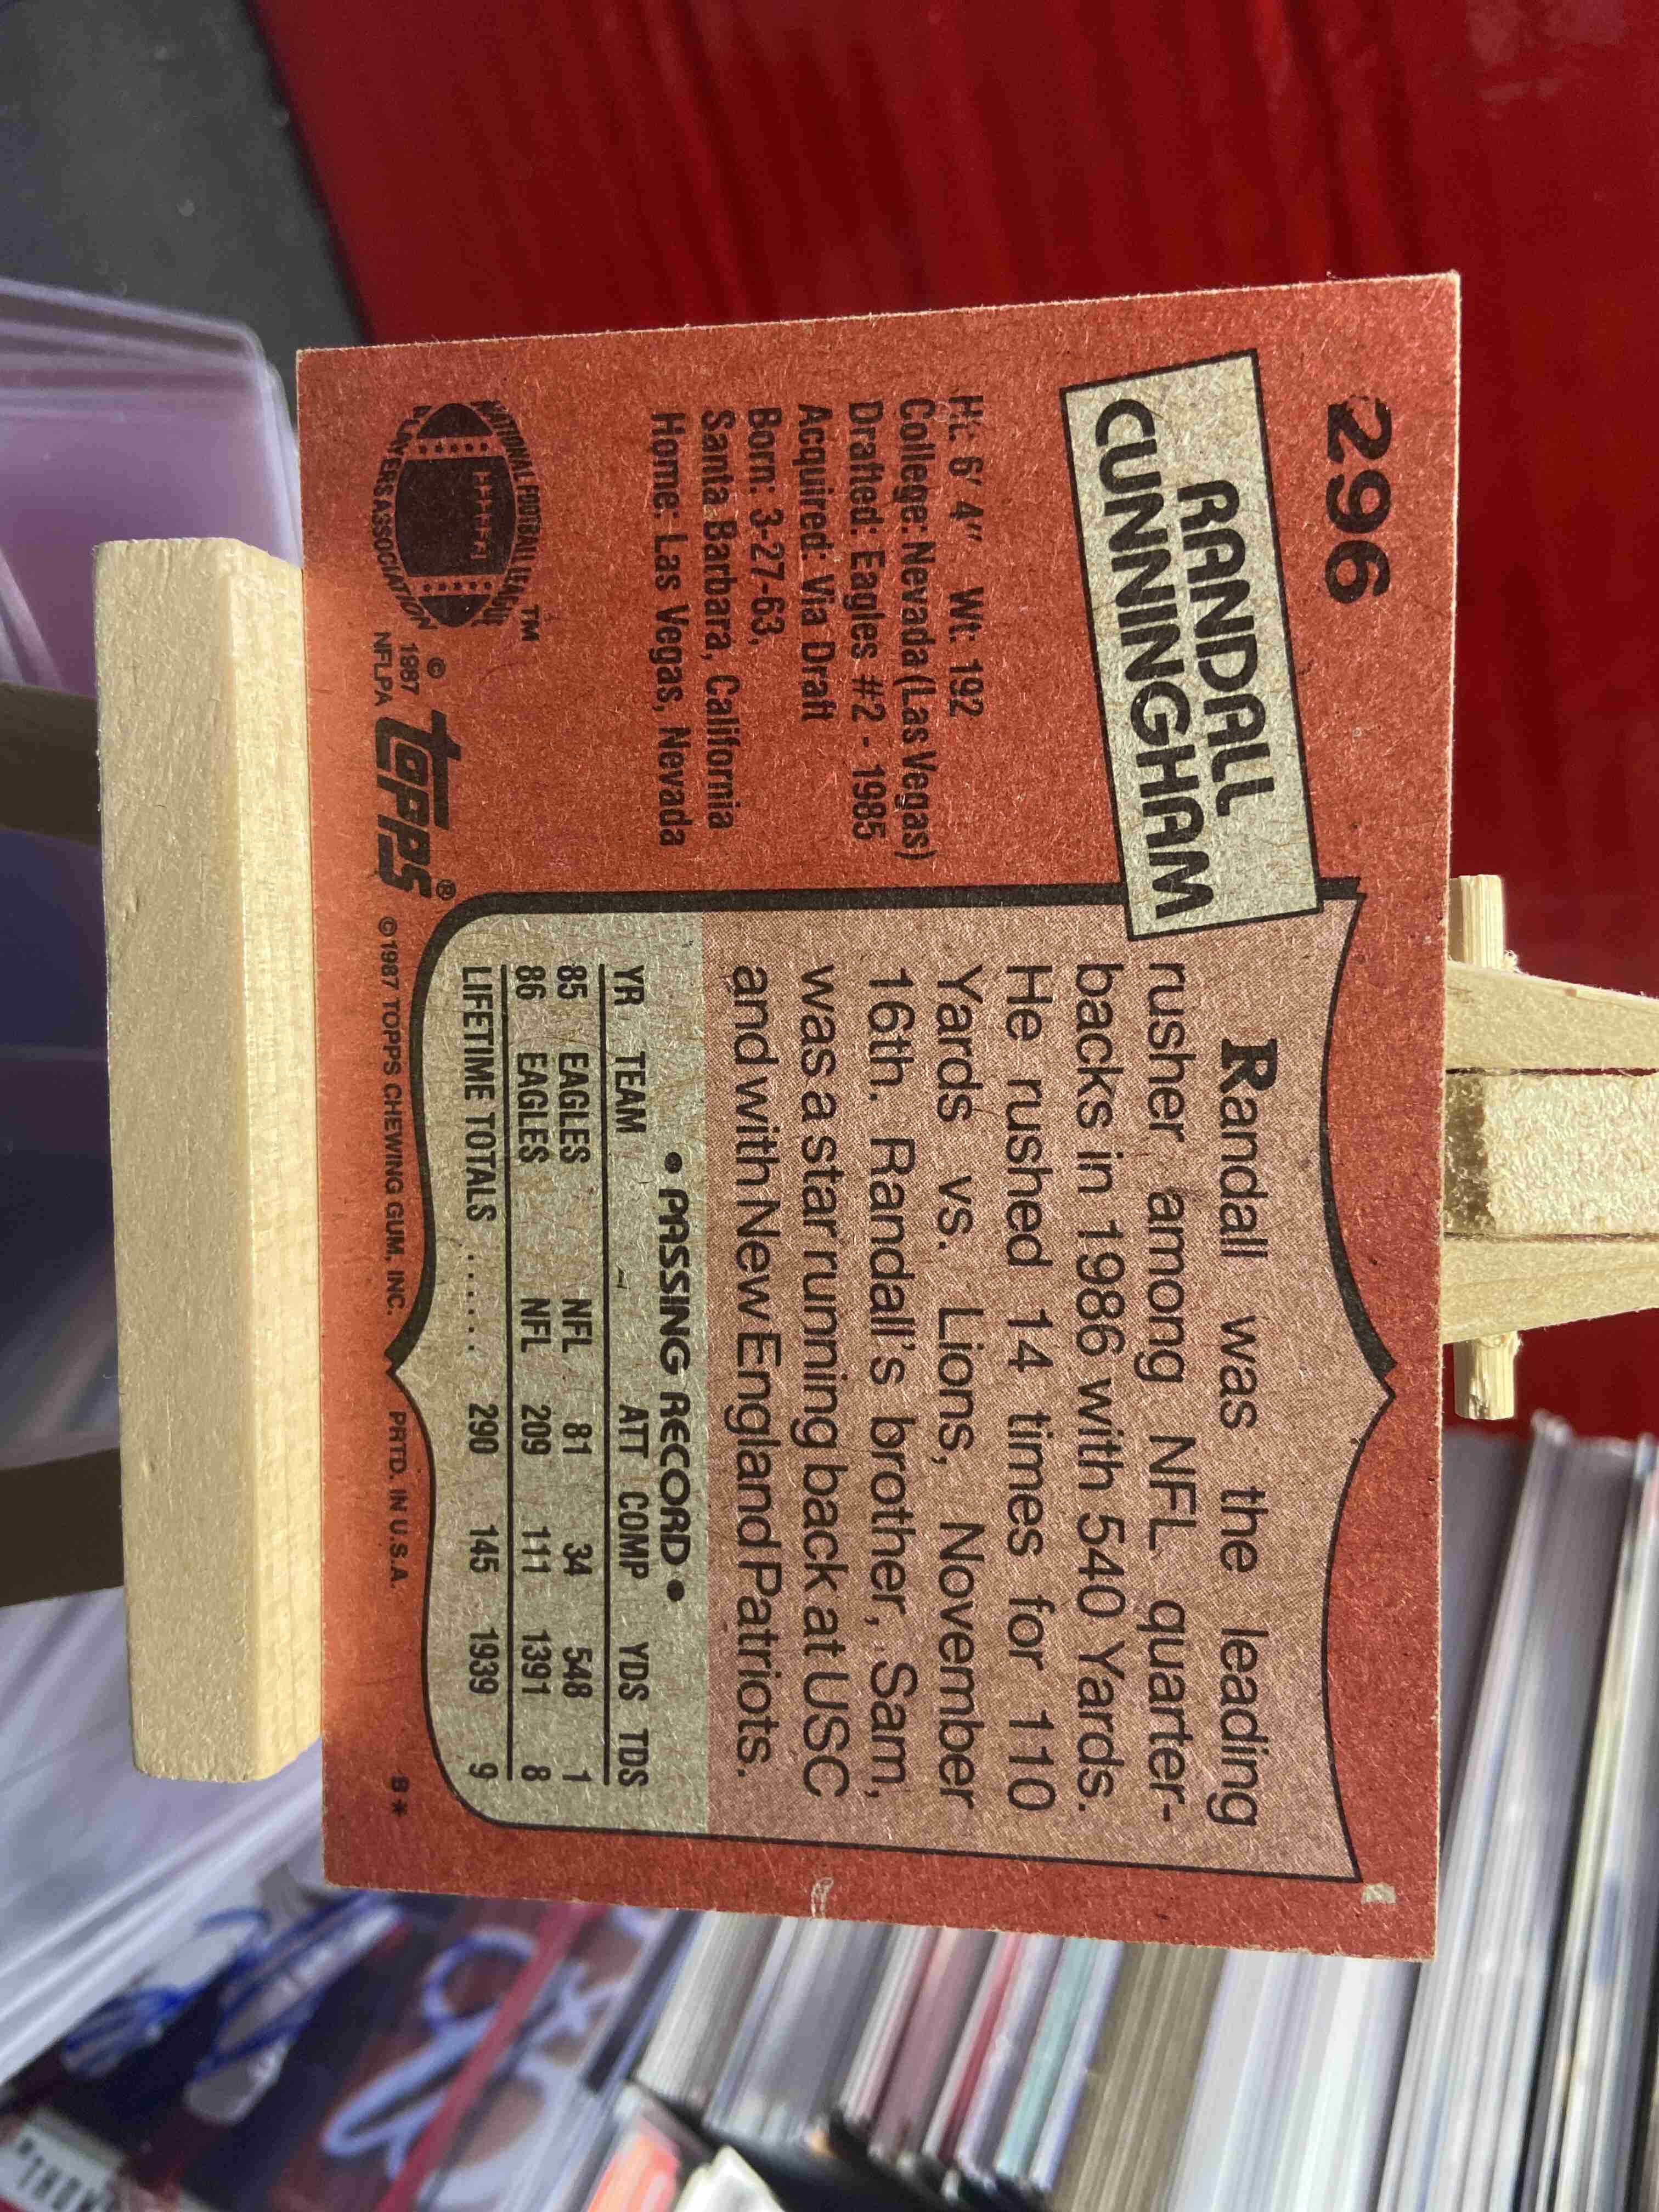 296
RANDALL
CUNNINGHAM
Ht: 6' 4" Wt: 192
College: Nevada (Las Vegas)
Drafted: Eagles #2 - 1985
Acquired: Via Draft
Born: 3-27-63,
Santa Barbara, California
Home: Las Vegas, Nevada
NATIONAL FOOTBALL LEAGUE
PLAYERS ASSOCIATION
TM
© 1987
NFLPA
topps®
Randall was the leading
rusher among NFL quarter-
backs in 1986 with 540 Yards.
He rushed 14 times for 110
Yards vs. Lions, November
16th. Randall's brother, Sam,
was a star running back at USC
and with New England Patriots.
• PASSING RECORD •
YR TEAM ATT COMP YDS TDS
85 EAGLES NFL 81 34 548 1
86 EAGLES NFL 209 111 1391 8
LIFETIME TOTALS ...... 290 145 1939 9
©1987 TOPPS CHEWING GUM, INC. PRTD. IN U.S.A.